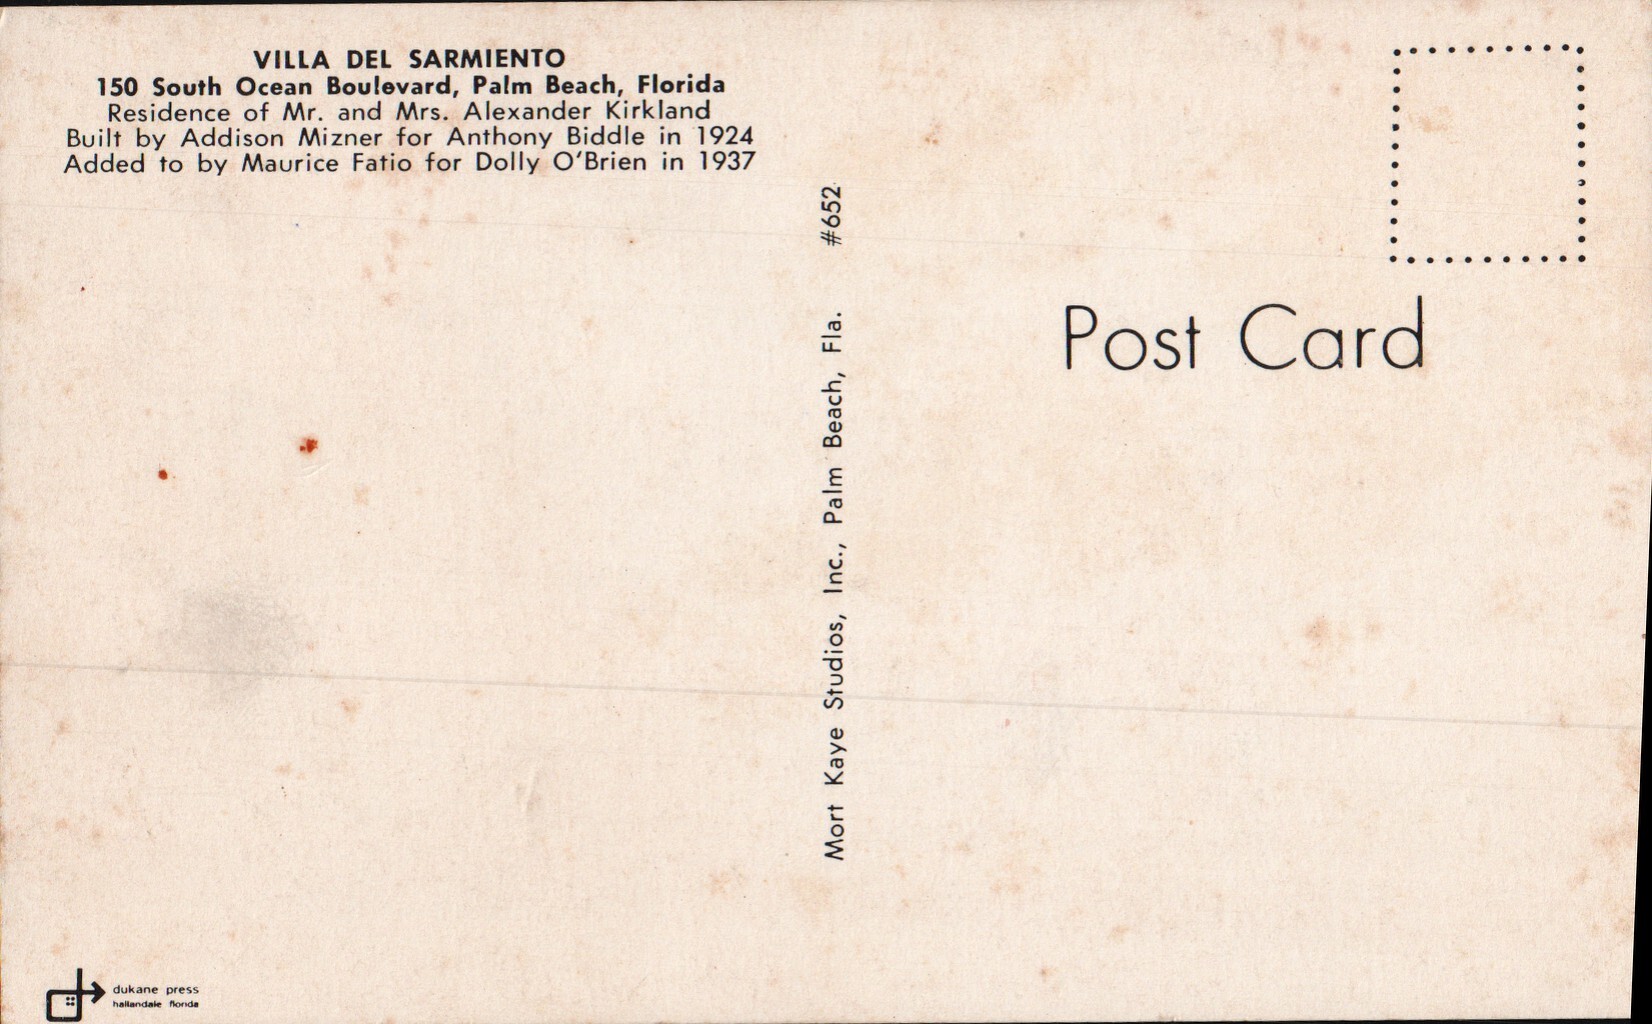 VILLA DEL SARMIENTO
150 South Ocean Boulevard, Palm Beach, Florida
Residence of Mr. and Mrs. Alexander Kirkland
Built by Addison Mizner for Anthony Biddle in 1924
Added to by Maurice Fatio for Dolly O'Brien in 1937
Mort Kaye Studios, Inc., Palm Beach, Fla. #652
Post Card
dukane press
hallandale florida